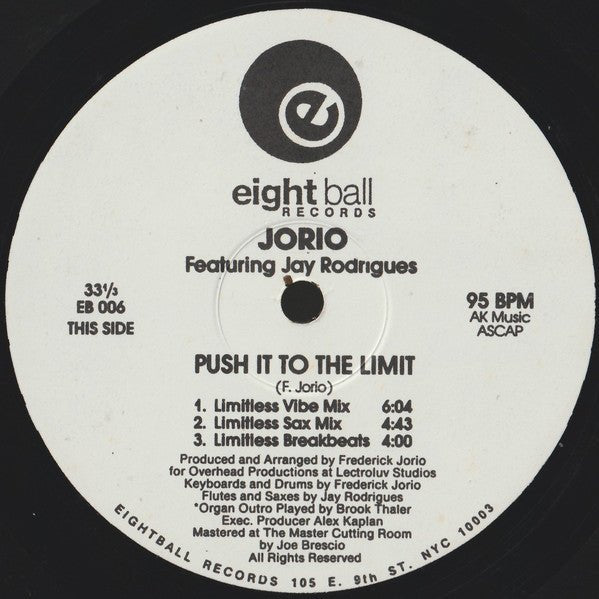 e
eight ball
RECORDS
JORIO
Featuring Jay Rodrigues
33⅓
EB 006
THIS SIDE
95 BPM
AK Music
ASCAP
PUSH IT TO THE LIMIT
(F. Jorio)
1. Limitless Vibe Mix 6:04
2. Limitless Sax Mix 4:43
3. Limitless Breakbeats 4:00
Produced and Arranged by Frederick Jorio
for Overhead Productions at Lectroluv Studios
Keyboards and Drums by Frederick Jorio
Flutes and Saxes by Jay Rodrigues
*Organ Outro Played by Brook Thaler
Exec. Producer Alex Kaplan
Mastered at The Master Cutting Room
by Joe Brescio
All Rights Reserved
EIGHTBALL RECORDS 105 E. 9th ST. NYC 10003